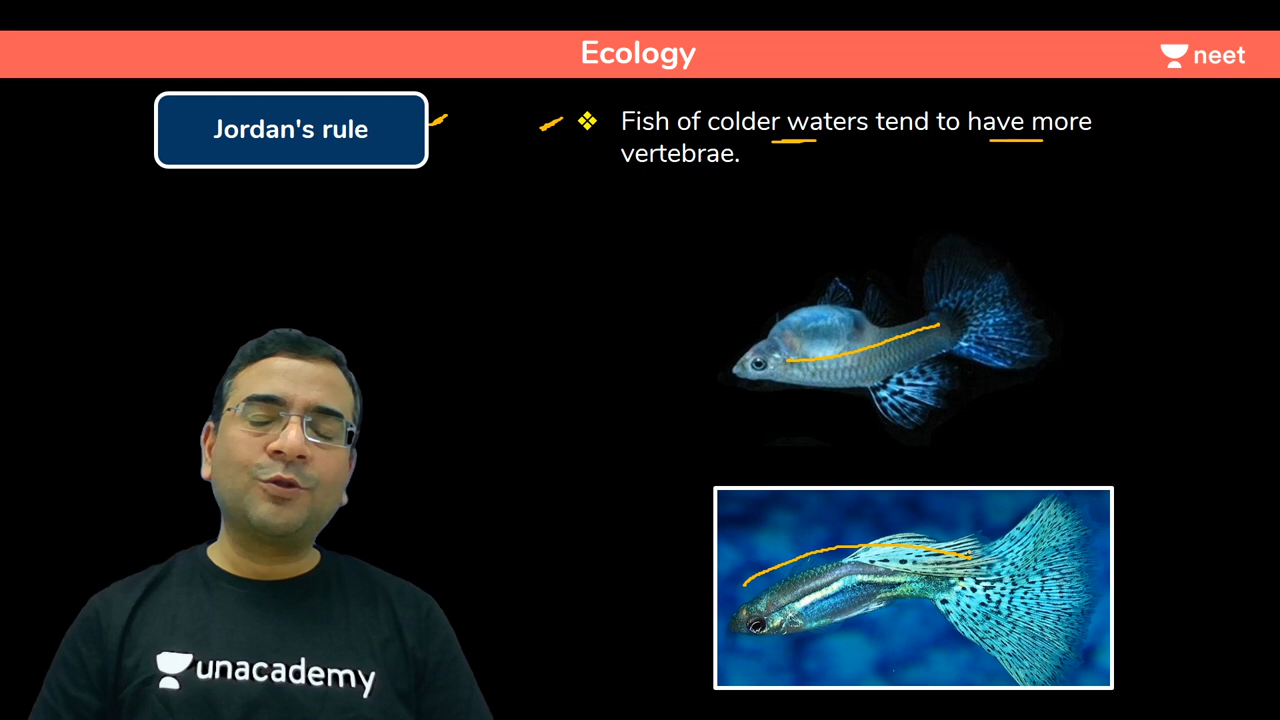 Ecology
neet
Jordan's rule
❖ Fish of colder waters tend to have more
vertebrae.
unacademy